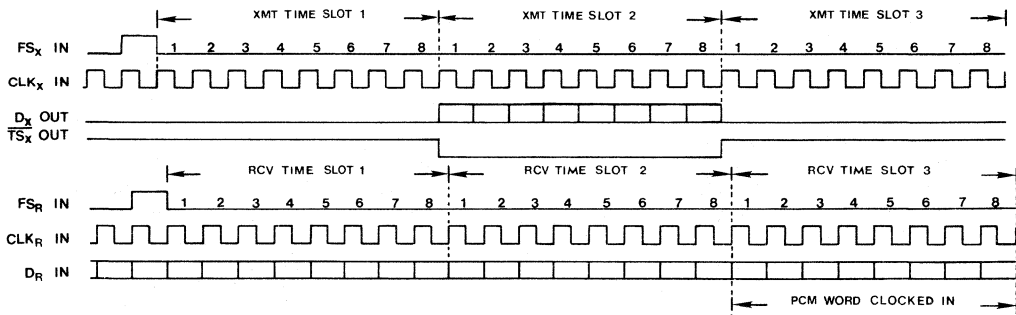 XMT TIME SLOT 1 XMT TIME SLOT 2 XMT TIME SLOT 3
FSX IN 1 2 3 4 5 6 7 8 1 2 3 4 5 6 7 8 1 2 3 4 5 6 7 8
CLKX IN
DX OUT
TSX OUT
RCV TIME SLOT 1 RCV TIME SLOT 2 RCV TIME SLOT 3
FSR IN 1 2 3 4 5 6 7 8 1 2 3 4 5 6 7 8 1 2 3 4 5 6 7 8
CLKR IN
DR IN
PCM WORD CLOCKED IN